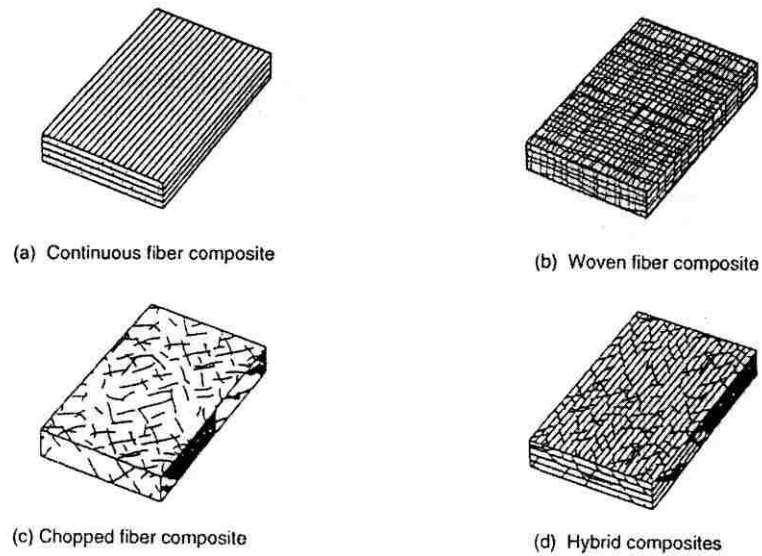 (a) Continuous fiber composite
(b) Woven fiber composite
(c) Chopped fiber composite
(d) Hybrid composites